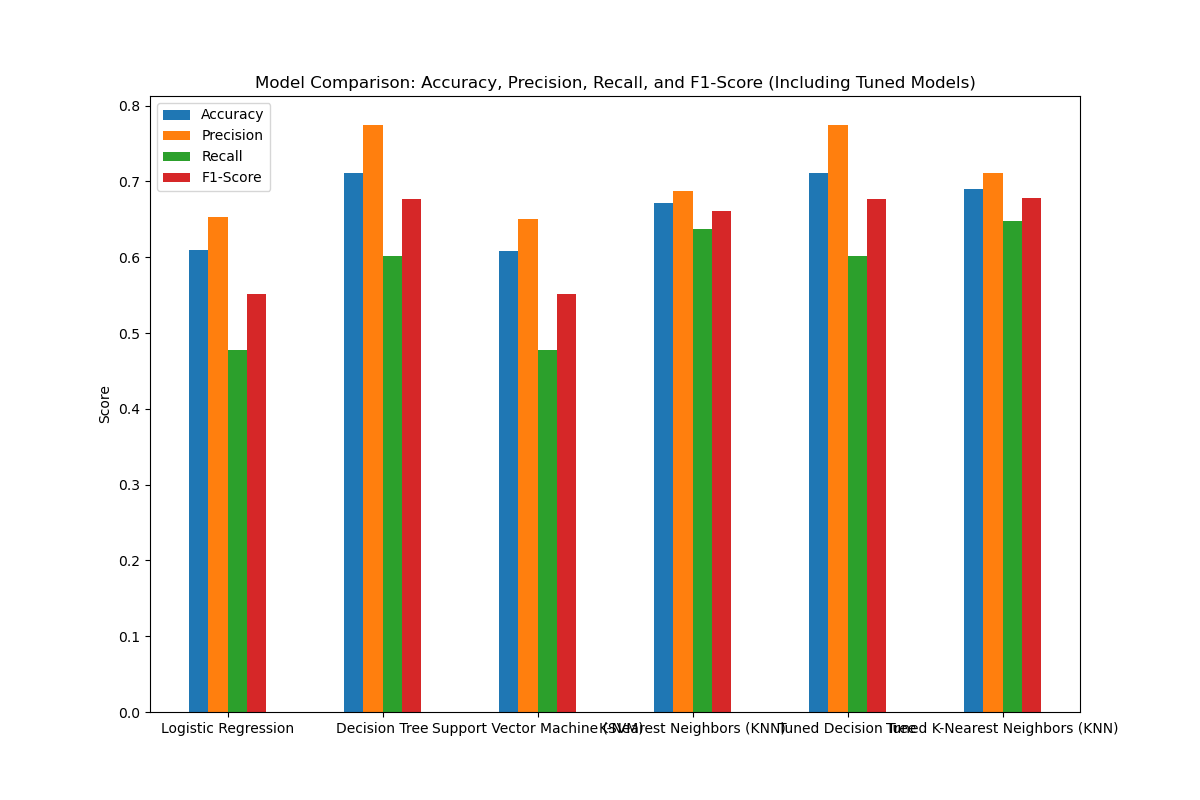 Model Comparison: Accuracy, Precision, Recall, and F1-Score (Including Tuned Models)
Accuracy
Precision
Recall
F1-Score
Score
0.8
0.7
0.6
0.5
0.4
0.3
0.2
0.1
0.0
Logistic Regression
Decision Tree
Support Vector Machine (SVM)
K-Nearest Neighbors (KNN)
Tuned Decision Tree
Tuned K-Nearest Neighbors (KNN)